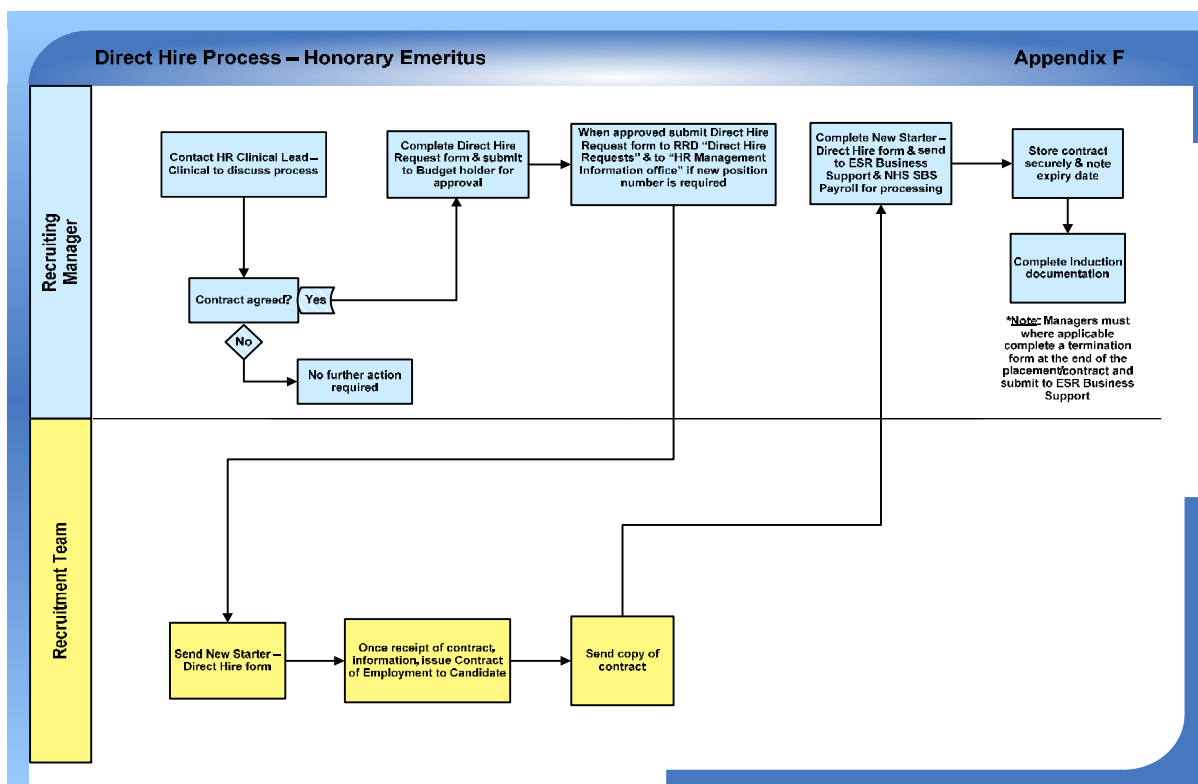 Direct Hire Process – Honorary Emeritus
Appendix F
Recruiting
Manager
Contact HR Clinical Lead –
Clinical to discuss process
Complete Direct Hire
Request form & submit
to Budget holder for
approval
When approved submit Direct Hire
Request form to RRD “Direct Hire
Requests” & to “HR Management
Information office” if new position
number is required
Complete New Starter –
Direct Hire form & send
to ESR Business
Support & NHS SBS
Payroll for processing
Store contract
securely & note
expiry date
Contract agreed?
Yes
No
No further action
required
Complete Induction
documentation
*Note: Managers must
where applicable
complete a termination
form at the end of the
placement/contract and
submit to ESR Business
Support
Recruitment Team
Send New Starter –
Direct Hire form
Once receipt of contract,
information, issue Contract
of Employment to Candidate
Send copy of
contract